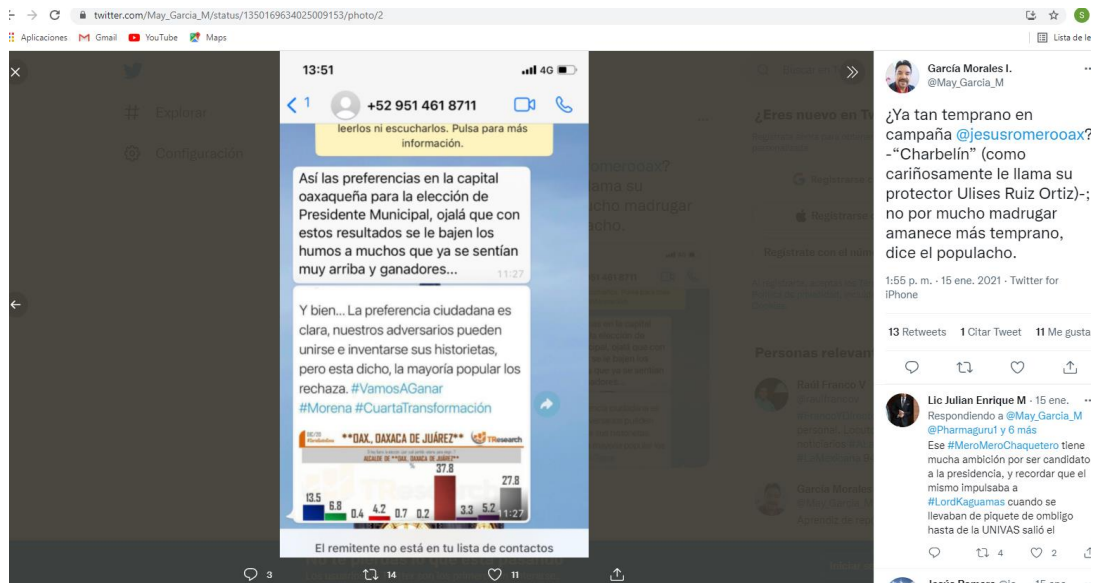 twitter.com/May_Garcia_M/status/1350169634025009153/photo/2
Aplicaciones
Gmail
YouTube
Maps
Lista de le
Explorar
Configuración
13:51
4G
1
+52 951 461 8711
leerlos ni escucharlos. Pulsa para más
información.
Así las preferencias en la capital
oaxaqueña para la elección de
Presidente Municipal, ojalá que con
estos resultados se le bajen los
humos a muchos que ya se sentían
muy arriba y ganadores...
11:27
Y bien... La preferencia ciudadana es
clara, nuestros adversarios pueden
unirse e inventarse sus historietas,
pero esta dicho, la mayoría popular los
rechaza. #VamosAGanar
#Morena #CuartaTransformación
**OAX., OAXACA DE JUÁREZ**
TResearch
ALCALDE DE **OAX., OAXACA DE JUÁREZ**
13.5
6.8
0.4
4.2
0.7
0.2
37.8
3.3
5.2
27.8
11:27
El remitente no está en tu lista de contactos
3
14
11
García Morales I.
@May_Garcia_M
¿Ya tan temprano en
campaña @jesusromerooax?
-“Charbelín” (como
cariñosamente le llama su
protector Ulises Ruiz Ortiz)-;
no por mucho madrugar
amanece más temprano,
dice el populacho.
1:55 p. m. · 15 ene. 2021 · Twitter for
iPhone
13 Retweets 1 Citar Tweet 11 Me gusta
Lic Julian Enrique M · 15 ene.
Respondiendo a @May_Garcia_M
@Pharmaguru1 y 6 más
Ese #MeroMeroChaquetero tiene
mucha ambición por ser candidato
a la presidencia, y recordar que el
mismo impulsaba a
#LordKaguamas cuando se
llevaban de piquete de ombligo
hasta de la UNIVAS salió el
4
2